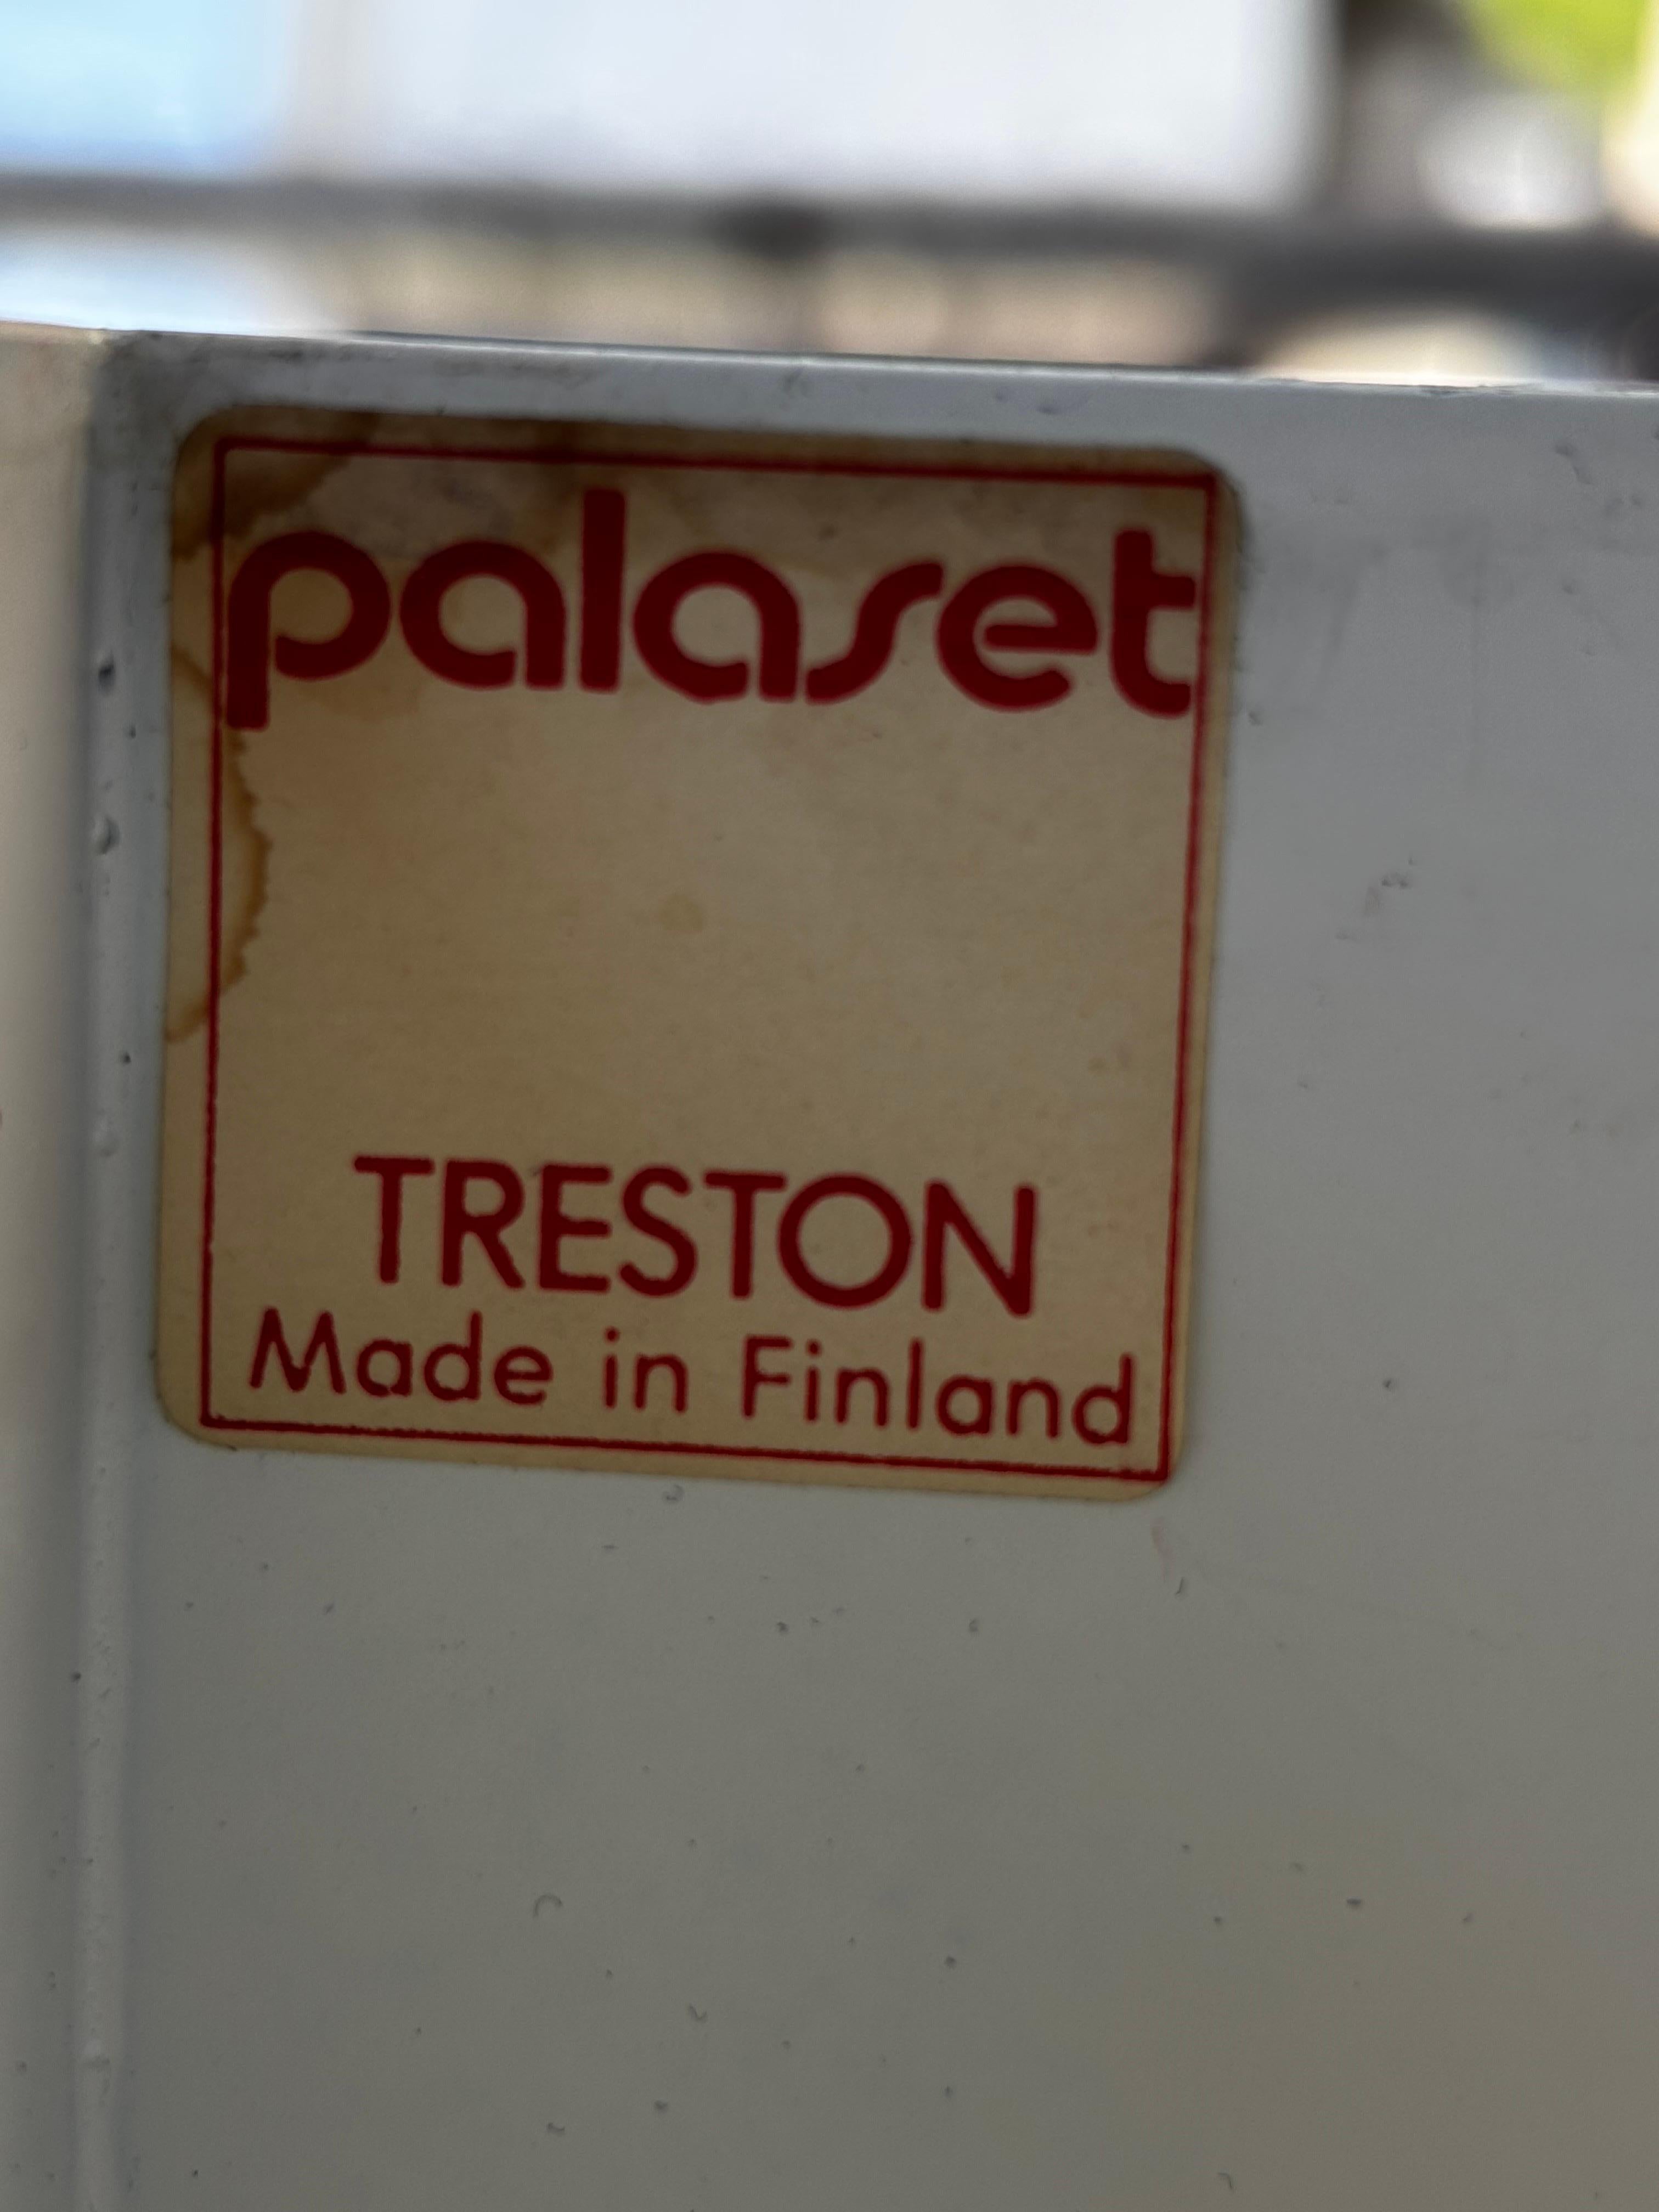 palaset
TRESTON
Made in Finland